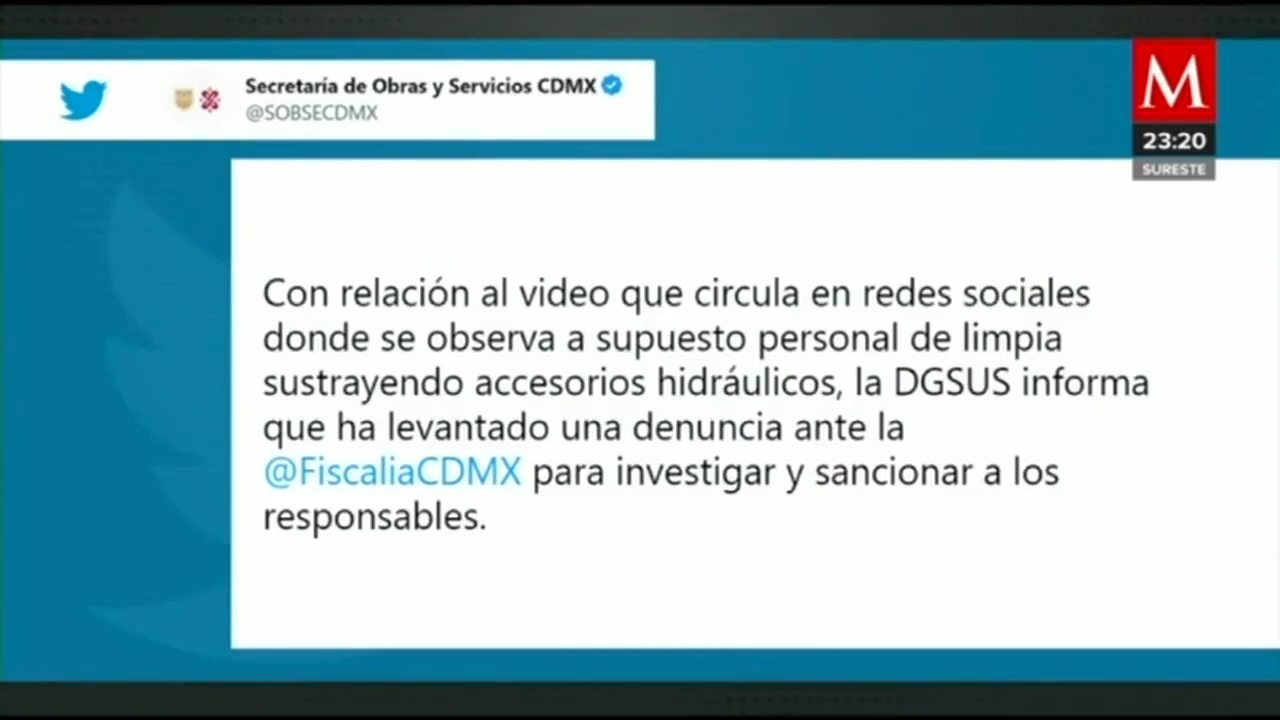 Secretaría de Obras y Servicios CDMX
@SOBSECDMX
M
23:20
SURESTE
Con relación al video que circula en redes sociales
donde se observa a supuesto personal de limpia
sustrayendo accesorios hidráulicos, la DGSUS informa
que ha levantado una denuncia ante la
@FiscaliaCDMX para investigar y sancionar a los
responsables.